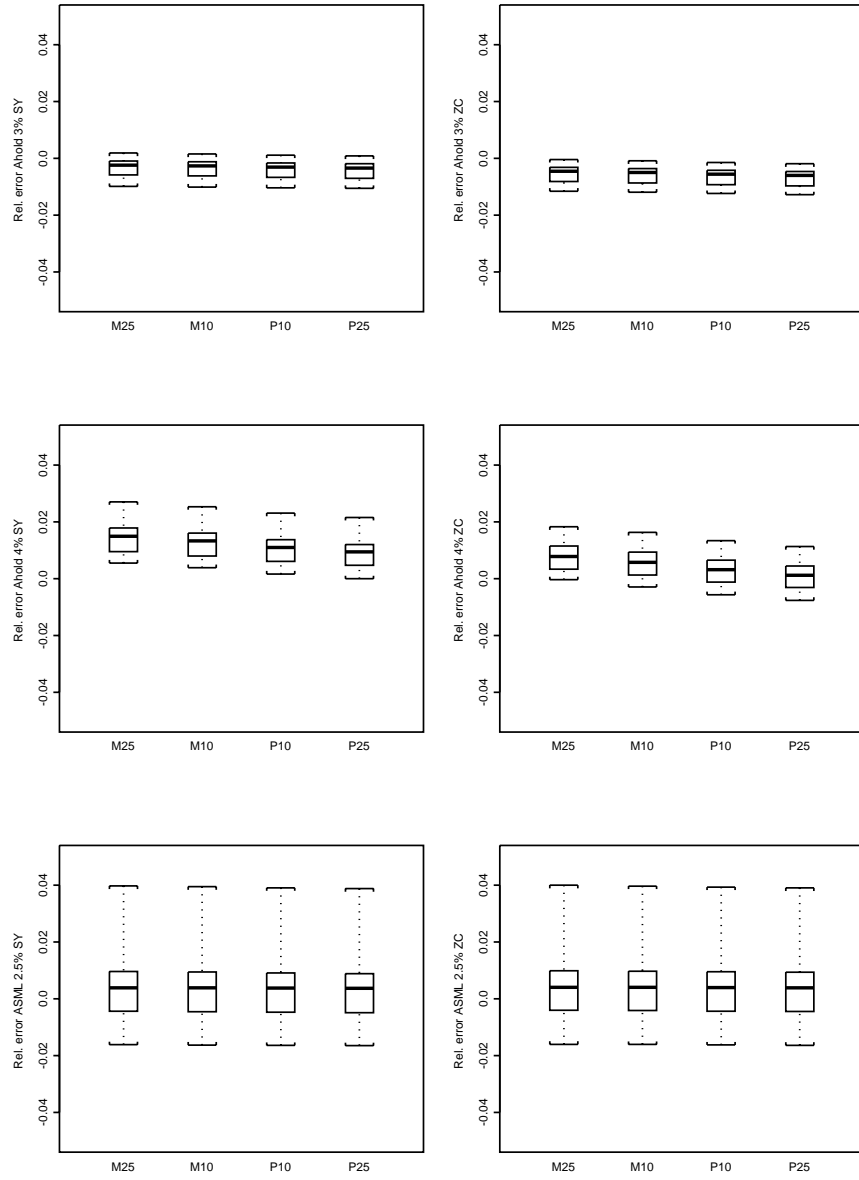 Rel. error Ahold 3% SY
0.04
0.02
0.0
-0.02
-0.04
M25 M10 P10 P25
Rel. error Ahold 3% ZC
0.04
0.02
0.0
-0.02
-0.04
M25 M10 P10 P25
Rel. error Ahold 4% SY
0.04
0.02
0.0
-0.02
-0.04
M25 M10 P10 P25
Rel. error Ahold 4% ZC
0.04
0.02
0.0
-0.02
-0.04
M25 M10 P10 P25
Rel. error ASML 2.5% SY
0.04
0.02
0.0
-0.02
-0.04
M25 M10 P10 P25
Rel. error ASML 2.5% ZC
0.04
0.02
0.0
-0.02
-0.04
M25 M10 P10 P25